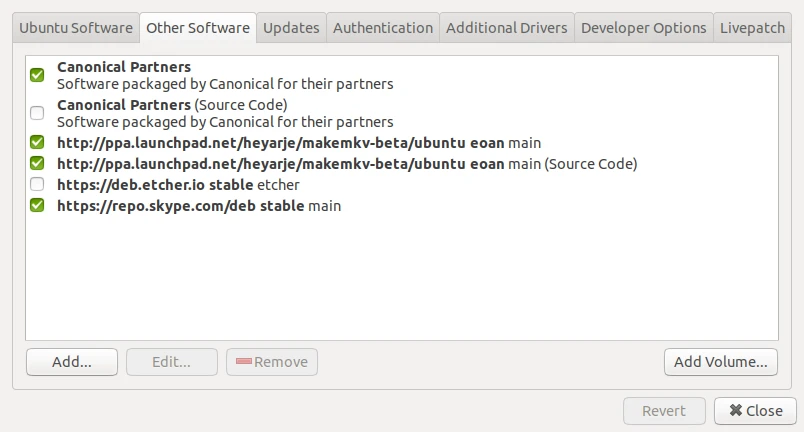 Ubuntu Software Other Software Updates Authentication Additional Drivers Developer Options Livepatch
Canonical Partners
Software packaged by Canonical for their partners
Canonical Partners (Source Code)
Software packaged by Canonical for their partners
http://ppa.launchpad.net/heyarje/makemkv-beta/ubuntu eoan main
http://ppa.launchpad.net/heyarje/makemkv-beta/ubuntu eoan main (Source Code)
https://deb.etcher.io stable etcher
https://repo.skype.com/deb stable main
Add... Edit... Remove Add Volume...
Revert Close